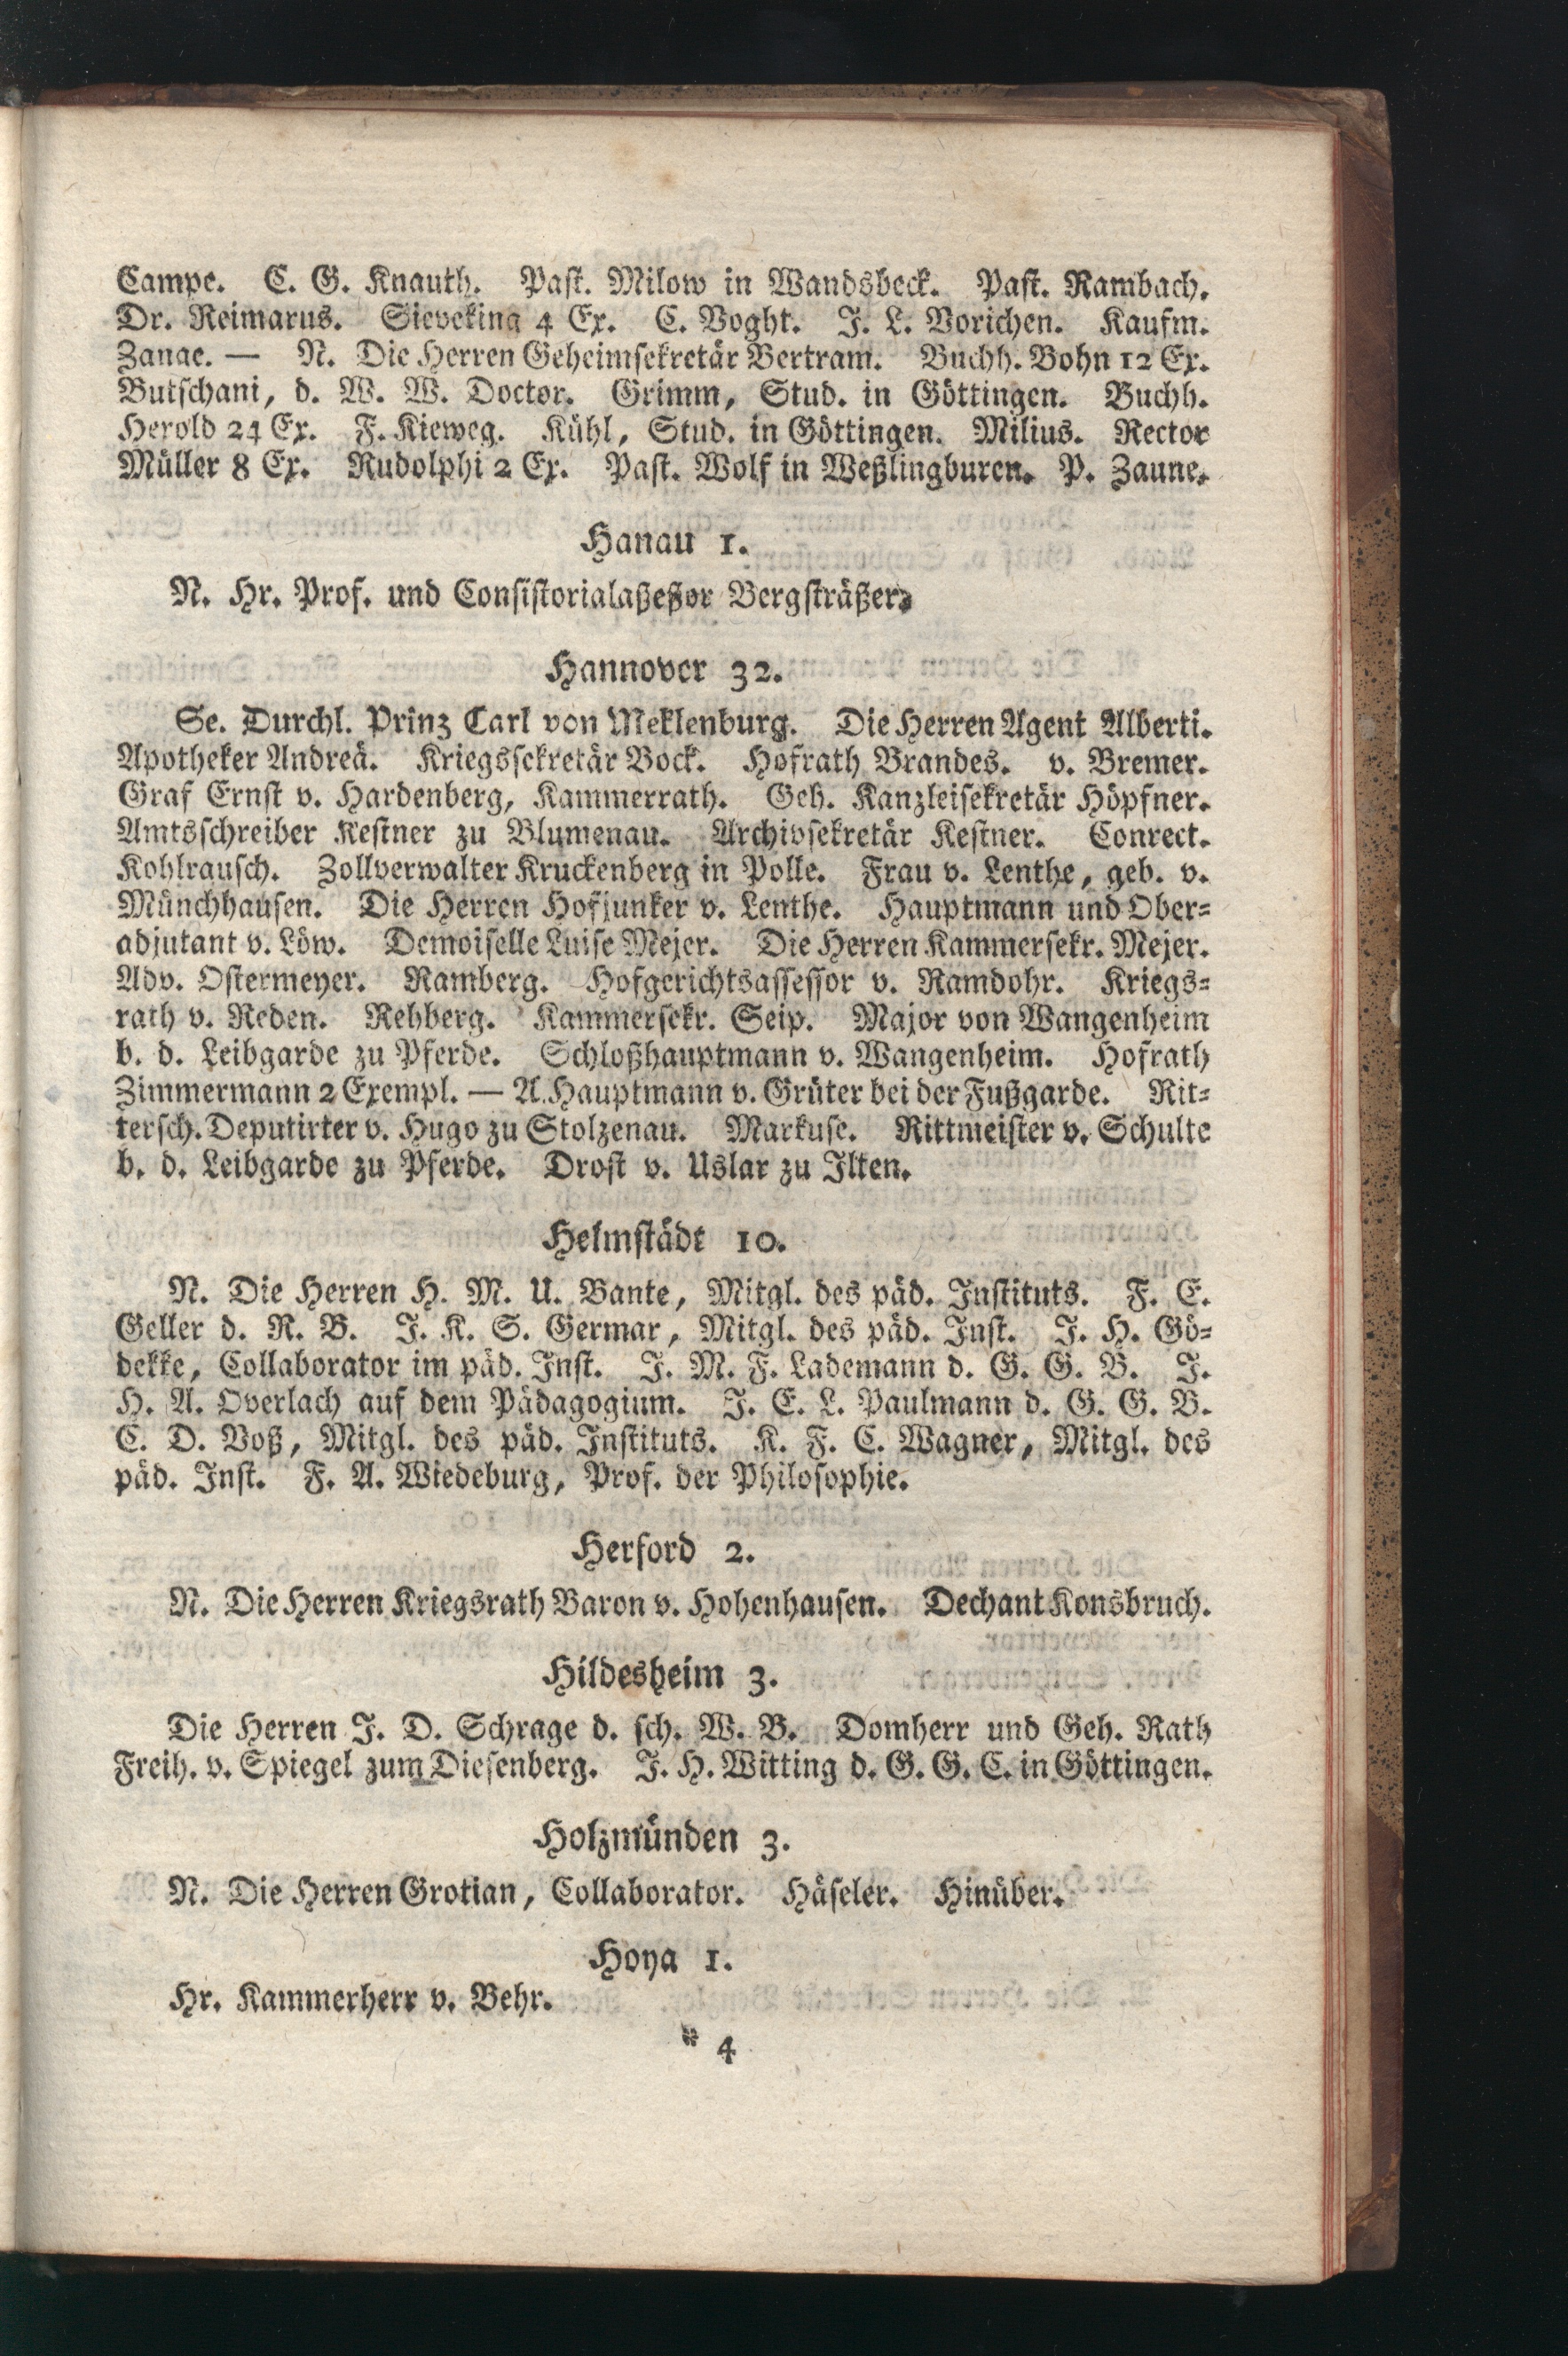 Campe. C. G. Knauth. Past. Milow in Wandsbeck. Past. Rambach.
Dr. Reimarus. Sieveking 4 Ex. C. Voght. J. L. Vorichen. Kaufm.
Zanae. — N. Die Herren Geheimsekretär Bertram. Buchh. Bohn 12 Ex.
Butschani, d. W. W. Doctor. Grimm, Stud. in Göttingen. Buchh.
Herold 24 Ex. F. Kieweg. Kühl, Stud. in Göttingen. Milius. Rector
Müller 8 Ex. Rudolphi 2 Ex. Past. Wolf in Weßlingburen. P. Zaune.
Hanau 1.
N. Hr. Prof. und Consistorialaßeßor Bergsträßer.
Hannover 32.
Se. Durchl. Prinz Carl von Meklenburg. Die Herren Agent Alberti.
Apotheker Andreä. Kriegssekretär Bock. Hofrath Brandes. v. Bremer.
Graf Ernst v. Hardenberg, Kammerrath. Geh. Kanzleisekretär Höpfner.
Amtsschreiber Kestner zu Blumenau. Archivsekretär Kestner. Conrect.
Kohlrausch. Zollverwalter Kruckenberg in Polle. Frau v. Lenthe, geb. v.
Münchhausen. Die Herren Hofjunker v. Lenthe. Hauptmann und Ober-
adjutant v. Löw. Demoiselle Luise Mejer. Die Herren Kammersekr. Mejer.
Adv. Ostermeyer. Ramberg. Hofgerichtsassessor v. Ramdohr. Kriegs-
rath v. Reden. Rehberg. Kammersekr. Seip. Major von Wangenheim
b. d. Leibgarde zu Pferde. Schloßhauptmann v. Wangenheim. Hofrath
Zimmermann 2 Exempl. — A. Hauptmann v. Grüter bei der Fußgarde. Rit-
tersch. Deputirter v. Hugo zu Stolzenau. Markuse. Rittmeister v. Schulte
b. d. Leibgarde zu Pferde. Drost v. Uslar zu Ilten.
Helmstädt 10.
N. Die Herren H. M. U. Bante, Mitgl. des päd. Instituts. F. E.
Geller d. R. B. J. K. S. Germar, Mitgl. des päd. Inst. J. H. Gö-
dekke, Collaborator im päd. Inst. J. M. F. Lademann d. G. G. B. J.
H. A. Overlach auf dem Pädagogium. J. E. L. Paulmann d. G. G. B.
C. D. Voß, Mitgl. des päd. Instituts. K. F. C. Wagner, Mitgl. des
päd. Inst. F. A. Wiedeburg, Prof. der Philosophie.
Herford 2.
N. Die Herren Kriegsrath Baron v. Hohenhausen. Dechant Konsbruch.
Hildesheim 3.
Die Herren J. D. Schrage d. sch. W. B. Domherr und Geh. Rath
Freih. v. Spiegel zum Diesenberg. J. H. Witting d. G. G. C. in Göttingen.
Holzmünden 3.
N. Die Herren Grotian, Collaborator. Häseler. Hinüber.
Hoya 1.
Hr. Kammerherr v. Behr.
* 4